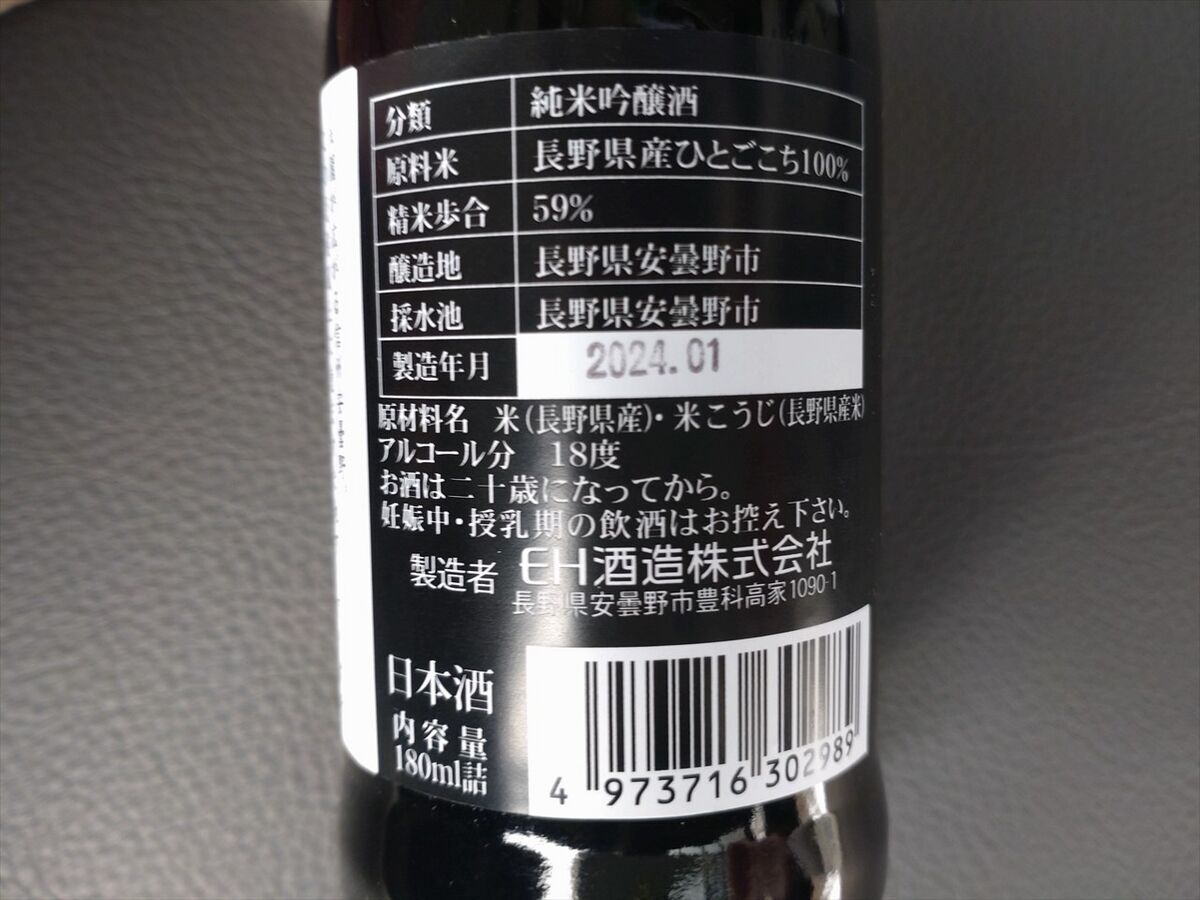 分類 純米吟醸酒
原料米 長野県産ひとごこち100%
精米歩合 59%
醸造地 長野県安曇野市
採水池 長野県安曇野市
製造年月 2024.01
原材料名 米(長野県産)・米こうじ(長野県産米)
アルコール分 18度
お酒は二十歳になってから。
妊娠中・授乳期の飲酒はお控え下さい。
製造者 EH酒造株式会社
長野県安曇野市豊科高家1090-1
日本酒
内容量
180ml詰
4 973716 302989